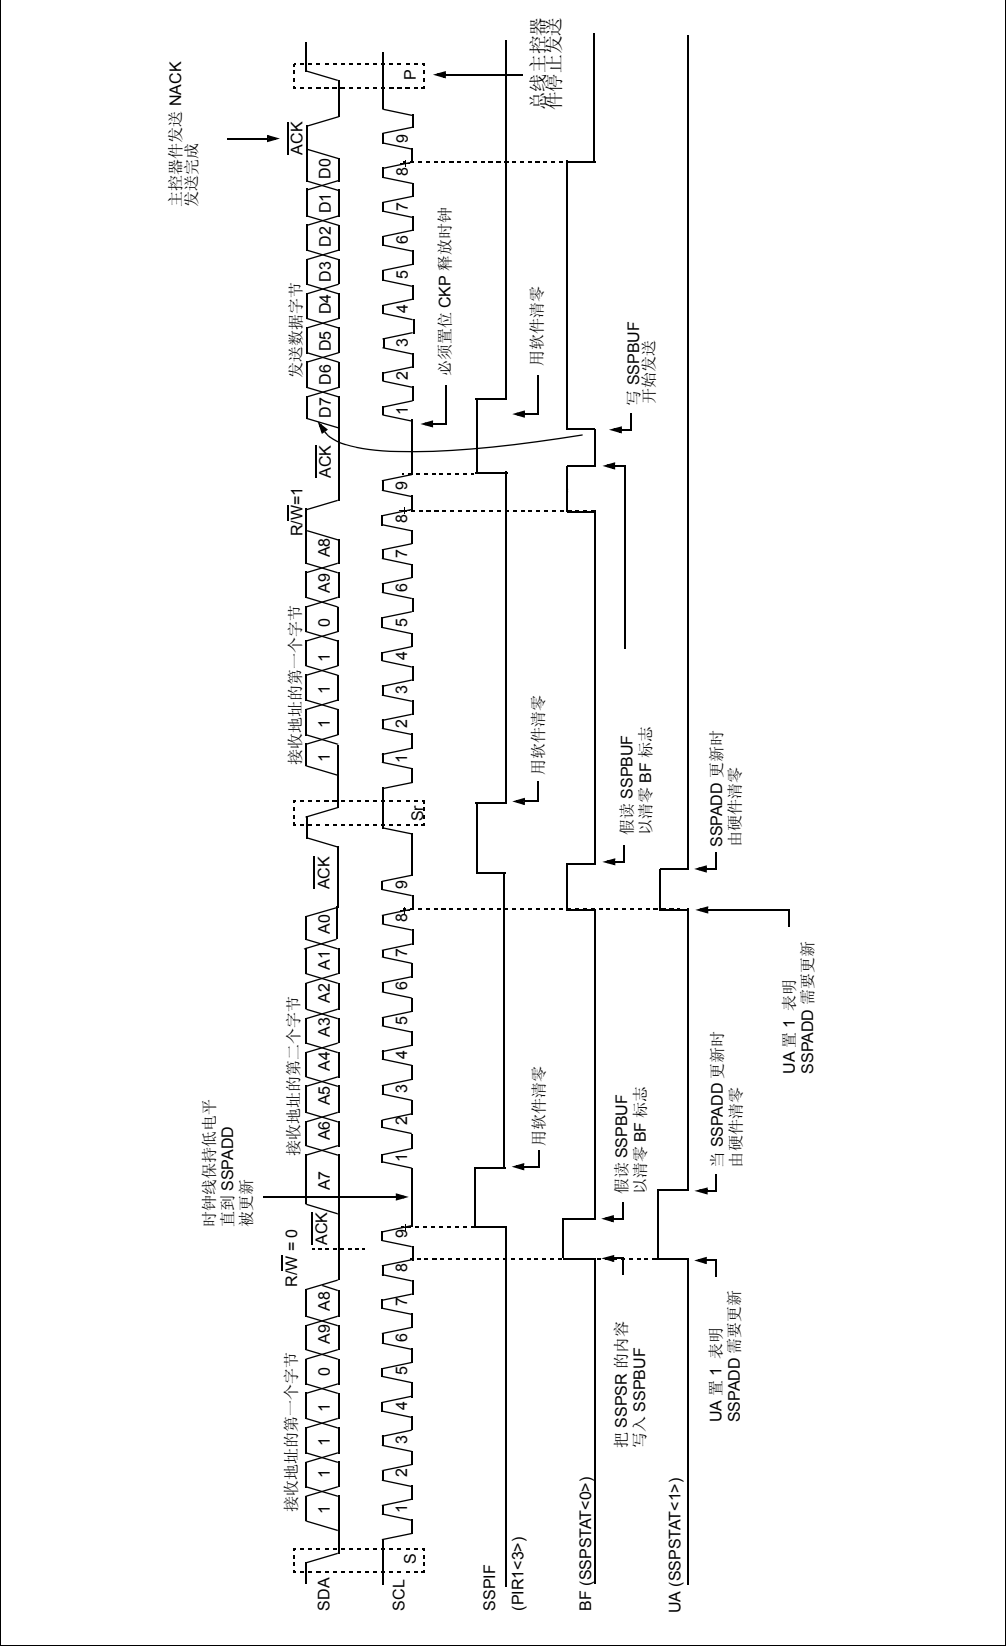 主控器件发送 NACK
发送完成
时钟线保持低电平
直到 SSPADD
被更新
R/W = 0
R/W=1
接收地址的第一个字节
ACK
接收地址的第二个字节
ACK
接收地址的第一个字节
ACK
发送数据字节
ACK
SDA
1 1 1 1 0 A9 A8
A7 A6 A5 A4 A3 A2 A1 A0
1 1 1 1 0 A9 A8
D7 D6 D5 D4 D3 D2 D1 D0
SCL
S 1 2 3 4 5 6 7 8 9
1 2 3 4 5 6 7 8 9
Sr 1 2 3 4 5 6 7 8 9
1 2 3 4 5 6 7 8 9 P
必须置位 CKP 释放时钟
总线主控器
件停止发送
SSPIF
(PIR1<3>)
用软件清零
用软件清零
用软件清零
BF (SSPSTAT<0>)
把 SSPSR 的内容
写入 SSPBUF
假读 SSPBUF
以清零 BF 标志
假读 SSPBUF
以清零 BF 标志
写 SSPBUF
开始发送
UA (SSPSTAT<1>)
UA 置 1 表明
SSPADD 需要更新
当 SSPADD 更新时
由硬件清零
UA 置 1 表明
SSPADD 需要更新
SSPADD 更新时
由硬件清零